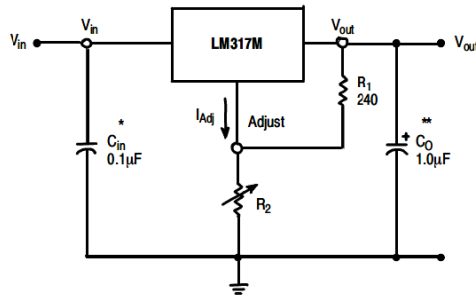 Vin
Vin
LM317M
Vout
Vout
R1
240
IAdj
Adjust
*
Cin
0.1µF
**
+
CO
1.0µF
R2